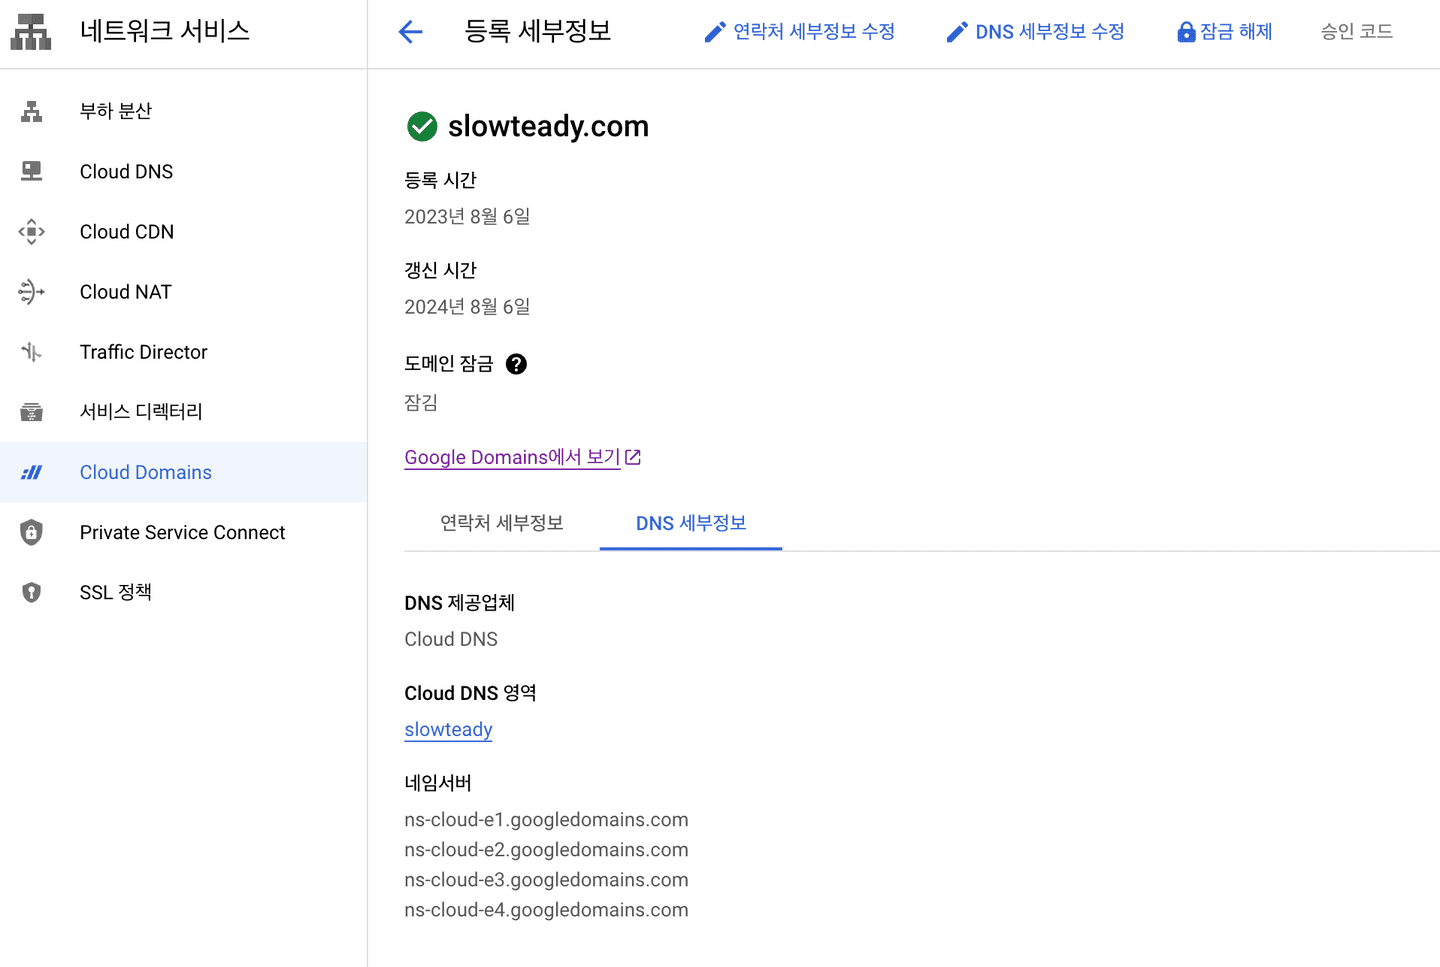 네트워크 서비스
등록 세부정보
연락처 세부정보 수정
DNS 세부정보 수정
잠금 해제
승인 코드
부하 분산
Cloud DNS
Cloud CDN
Cloud NAT
Traffic Director
서비스 디렉터리
Cloud Domains
Private Service Connect
SSL 정책
slowteady.com
등록 시간
2023년 8월 6일
갱신 시간
2024년 8월 6일
도메인 잠금
잠김
Google Domains에서 보기
연락처 세부정보
DNS 세부정보
DNS 제공업체
Cloud DNS
Cloud DNS 영역
slowteady
네임서버
ns-cloud-e1.googledomains.com
ns-cloud-e2.googledomains.com
ns-cloud-e3.googledomains.com
ns-cloud-e4.googledomains.com